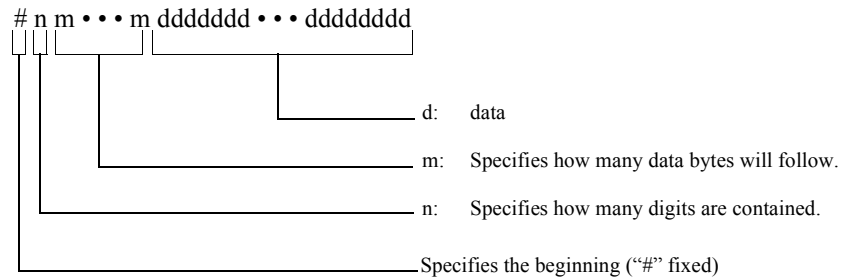 # n m • • • m ddddddd • • • dddddddd
d: data
m: Specifies how many data bytes will follow.
n: Specifies how many digits are contained.
Specifies the beginning (“#” fixed)